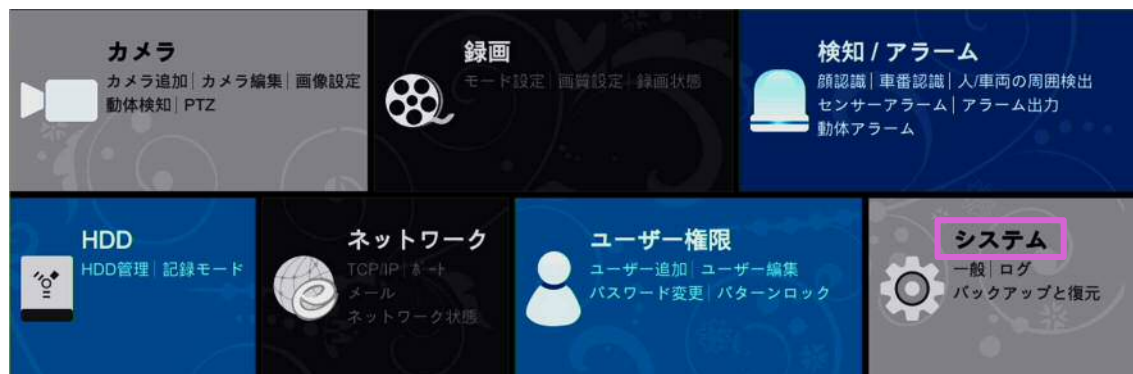 カメラ
カメラ追加 | カメラ編集 | 画像設定
動体検知 | PTZ
録画
モード設定 | 画質設定 | 録画状態
検知 / アラーム
顔認識 | 車番認識 | 人/車両の周囲検出
センサーアラーム | アラーム出力
動体アラーム
HDD
HDD管理 | 記録モード
ネットワーク
TCP/IP | ポート
メール
ネットワーク状態
ユーザー権限
ユーザー追加 | ユーザー編集
パスワード変更 | パターンロック
システム
一般 | ログ
バックアップと復元